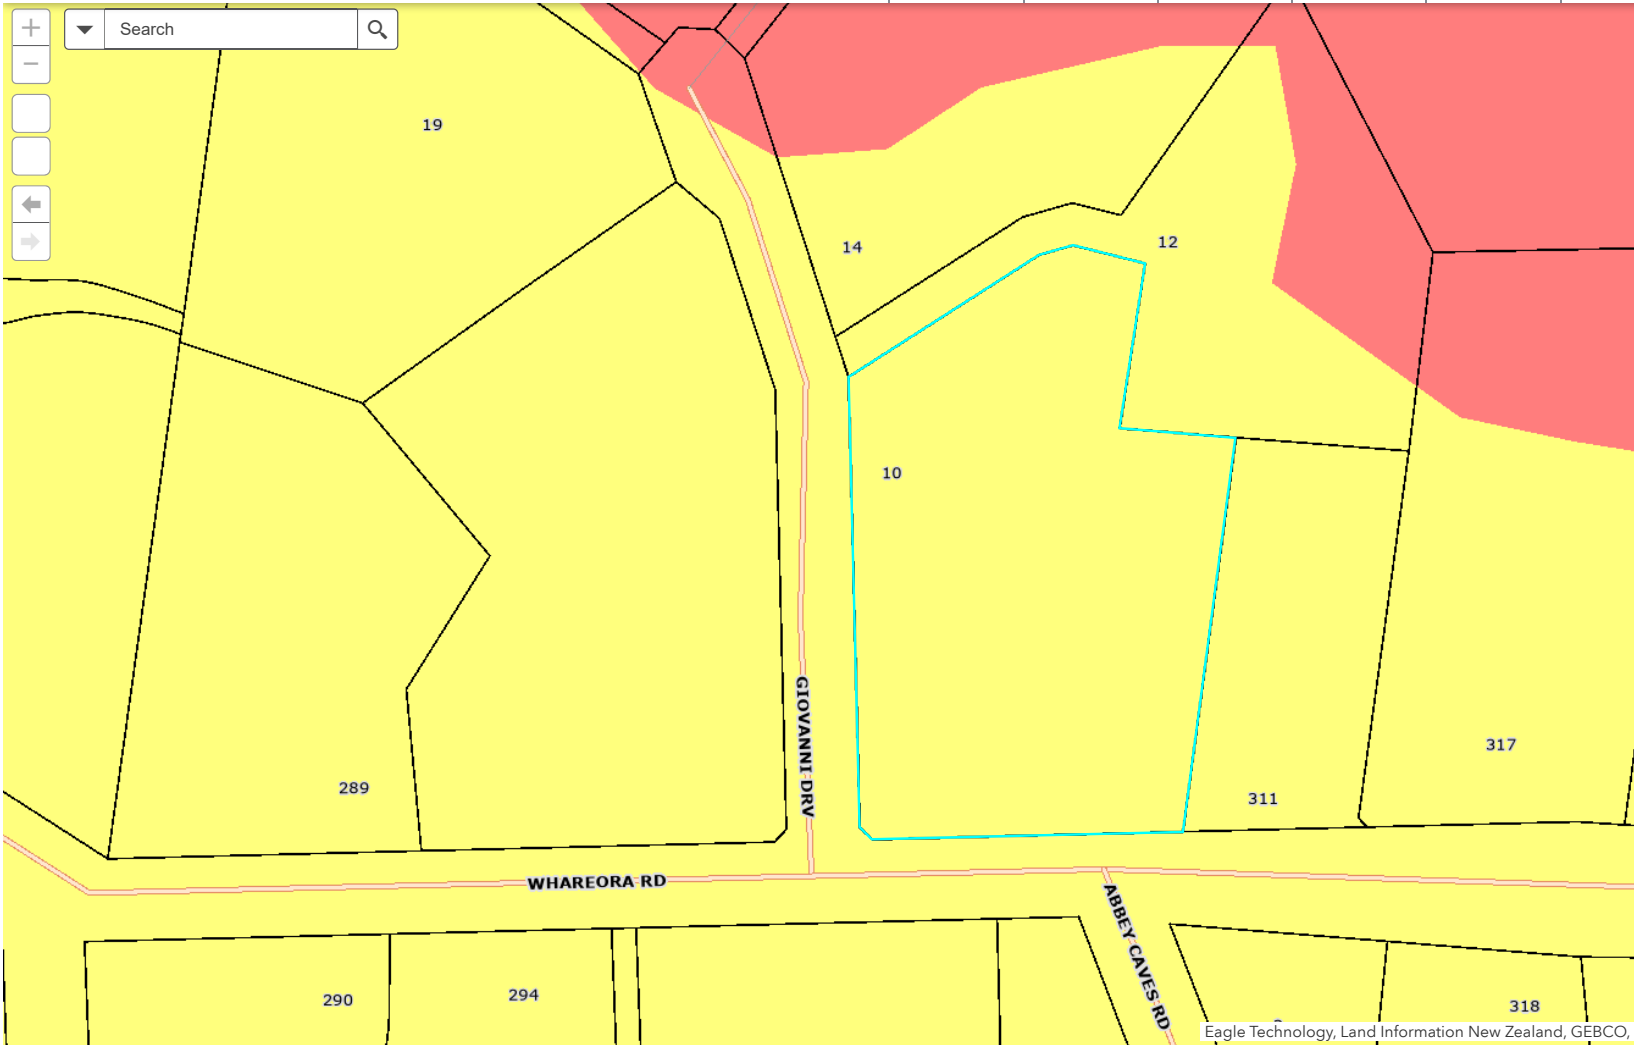 Search
19
14
12
10
GIOVANNI DRV
289
317
311
WHAREORA RD
ABBEY CAVES RD
290
294
318
Eagle Technology, Land Information New Zealand, GEBCO,